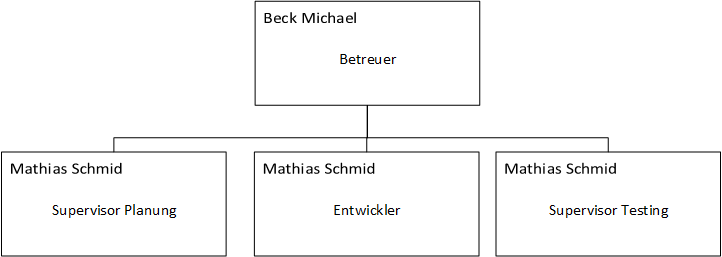 Beck Michael
Betreuer
Mathias Schmid
Supervisor Planung
Mathias Schmid
Entwickler
Mathias Schmid
Supervisor Testing